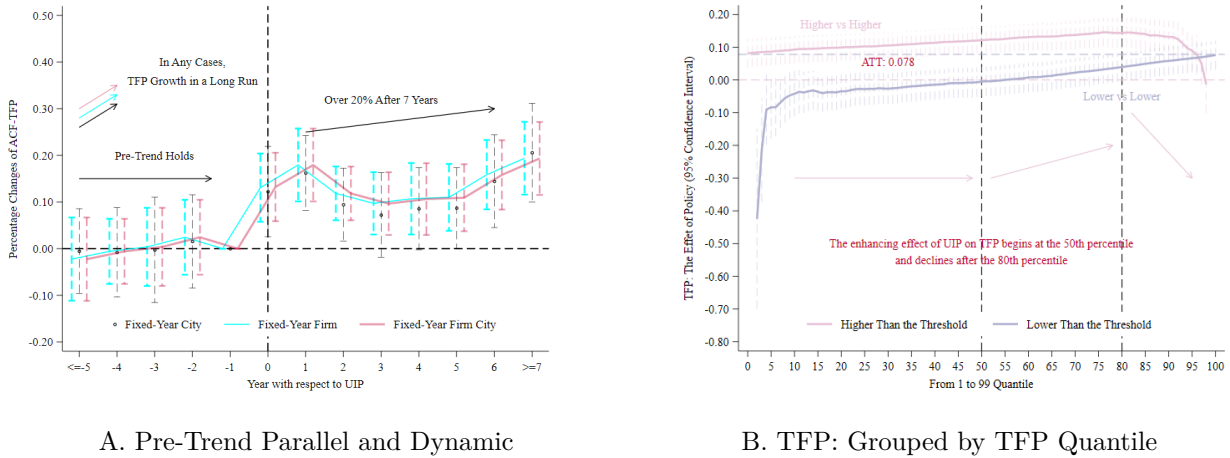 0.50
0.40
0.30
0.20
0.10
0.00
-0.10
-0.20
Percentage Changes of ACF-TFP
In Any Cases,
TFP Growth in a Long Run
Over 20% After 7 Years
Pre-Trend Holds
Fixed-Year City
Fixed-Year Firm
Fixed-Year Firm City
<=-5 -4 -3 -2 -1 0 1 2 3 4 5 6 >=7
Year with respect to UIP
A. Pre-Trend Parallel and Dynamic
0.20
0.10
0.00
-0.10
-0.20
-0.30
-0.40
-0.50
-0.60
-0.70
-0.80
TFP: The Effect of Policy (95% Confidence Interval)
Higher vs Higher
ATT: 0.078
Lower vs Lower
The enhancing effect of UIP on TFP begins at the 50th percentile
and declines after the 80th percentile
Higher Than the Threshold
Lower Than the Threshold
0 5 10 15 20 25 30 35 40 45 50 55 60 65 70 75 80 85 90 95 100
From 1 to 99 Quantile
B. TFP: Grouped by TFP Quantile